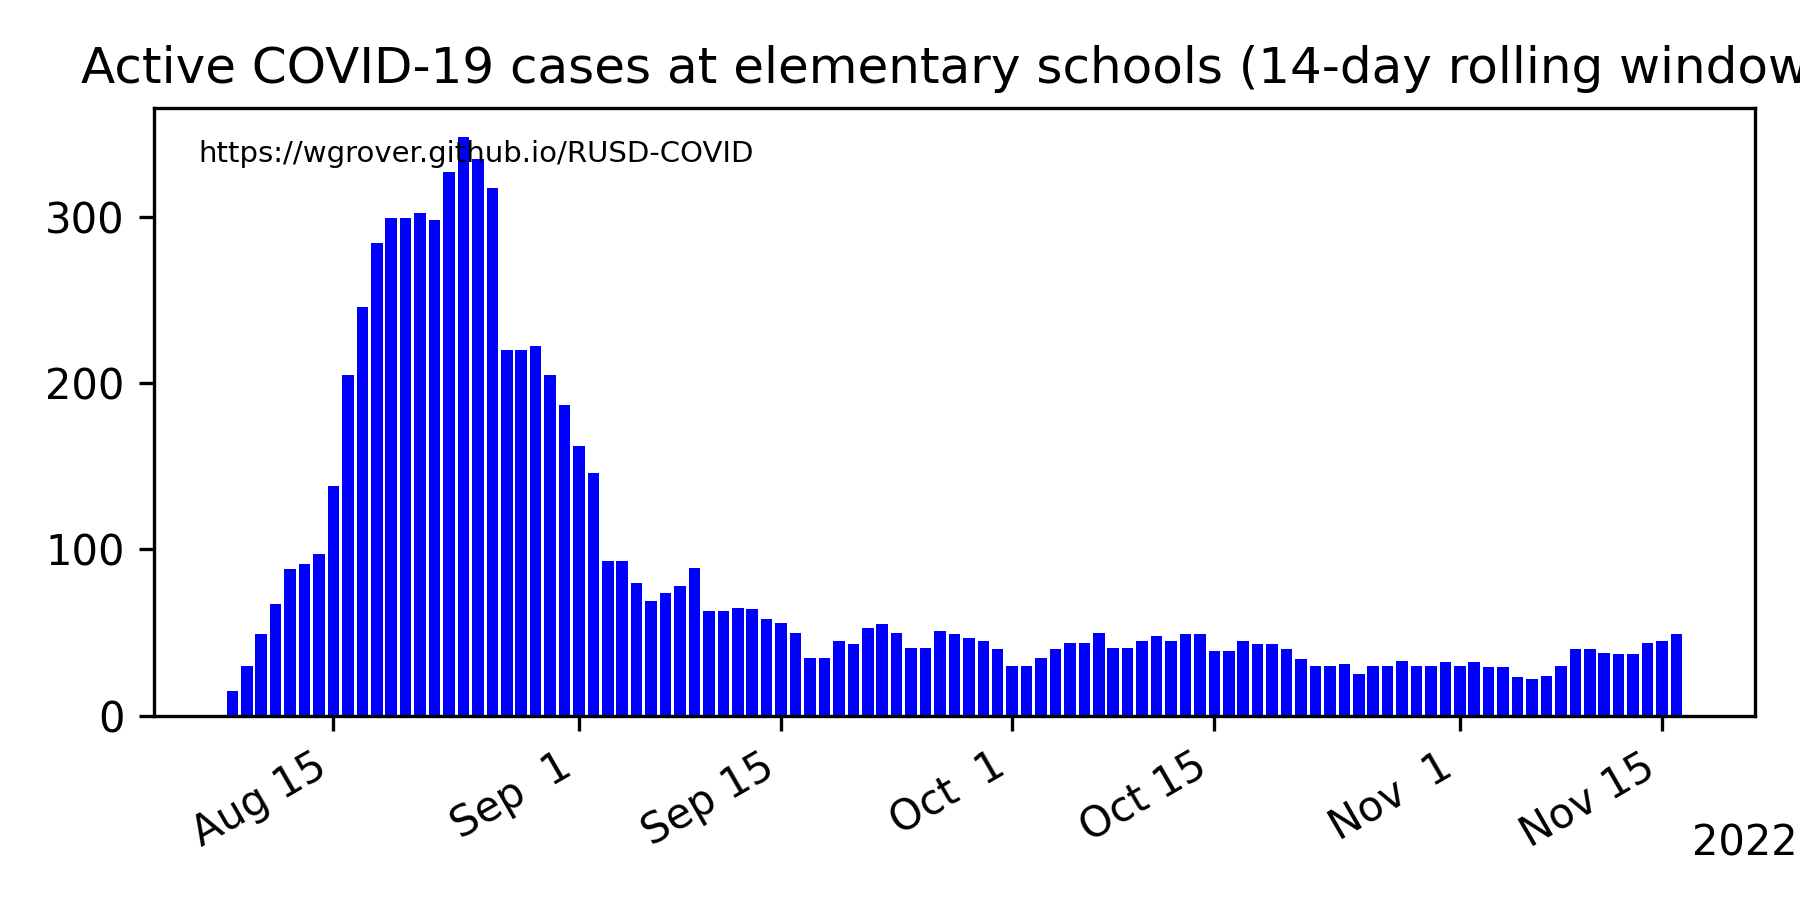 Active COVID-19 cases at elementary schools (14-day rolling window
https://wgrover.github.io/RUSD-COVID
300
200
100
0
Aug 15
Sep 1
Sep 15
Oct 1
Oct 15
Nov 1
Nov 15
2022